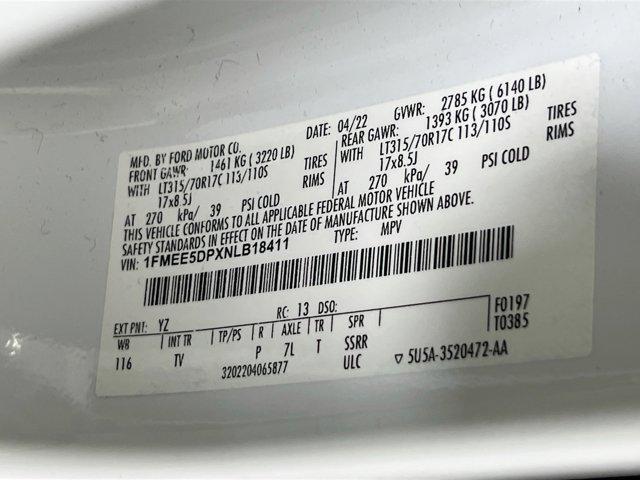 MFD. BY FORD MOTOR CO.
DATE: 04/22 GVWR: 2785 KG ( 6140 LB)
FRONT GAWR: 1461 KG ( 3220 LB) REAR GAWR: 1393 KG ( 3070 LB)
WITH LT315/70R17C 113/110S TIRES WITH LT315/70R17C 113/110S TIRES
17x8.5J RIMS 17x8.5J RIMS
AT 270 kPa/ 39 PSI COLD AT 270 kPa/ 39 PSI COLD
THIS VEHICLE CONFORMS TO ALL APPLICABLE FEDERAL MOTOR VEHICLE
SAFETY STANDARDS IN EFFECT ON THE DATE OF MANUFACTURE SHOWN ABOVE.
VIN: 1FMEE5DPXNLB18411 TYPE: MPV
EXT PNT: YZ RC: 13 DSO: F0197
WB INT TR TP/PS R AXLE TR SPR T0385
116 TV P 7L T SSRR
3202204065877 ULC 5U5A-3520472-AA